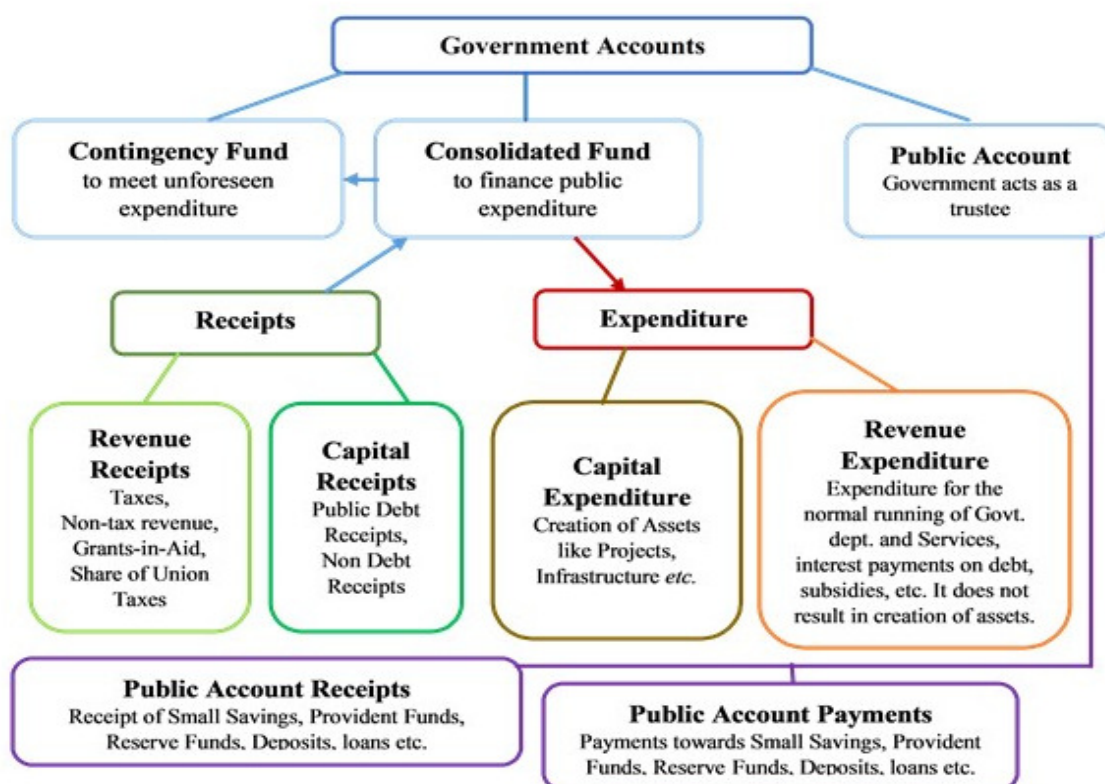 Government Accounts
Contingency Fund
to meet unforeseen
expenditure
Consolidated Fund
to finance public
expenditure
Public Account
Government acts as a
trustee
Receipts
Expenditure
Revenue
Receipts
Taxes,
Non-tax revenue,
Grants-in-Aid,
Share of Union
Taxes
Capital
Receipts
Public Debt
Receipts,
Non Debt
Receipts
Capital
Expenditure
Creation of Assets
like Projects,
Infrastructure etc.
Revenue
Expenditure
Expenditure for the
normal running of Govt.
dept. and Services,
interest payments on debt,
subsidies, etc. It does not
result in creation of assets.
Public Account Receipts
Receipt of Small Savings, Provident Funds,
Reserve Funds, Deposits, loans etc.
Public Account Payments
Payments towards Small Savings, Provident
Funds, Reserve Funds, Deposits, loans etc.